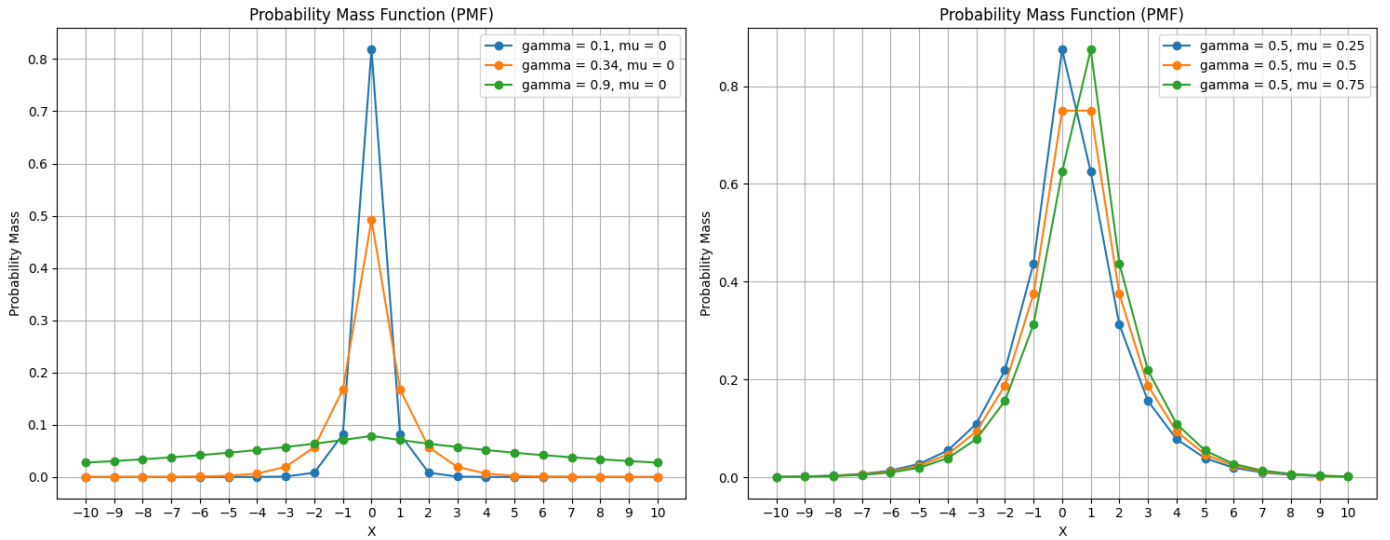 Probability Mass Function (PMF)
gamma = 0.1, mu = 0
gamma = 0.34, mu = 0
gamma = 0.9, mu = 0
0.8
0.7
0.6
0.5
0.4
0.3
0.2
0.1
0.0
Probability Mass
−10 −9 −8 −7 −6 −5 −4 −3 −2 −1 0 1 2 3 4 5 6 7 8 9 10
X
Probability Mass Function (PMF)
gamma = 0.5, mu = 0.25
gamma = 0.5, mu = 0.5
gamma = 0.5, mu = 0.75
0.8
0.6
0.4
0.2
0.0
Probability Mass
−10 −9 −8 −7 −6 −5 −4 −3 −2 −1 0 1 2 3 4 5 6 7 8 9 10
X